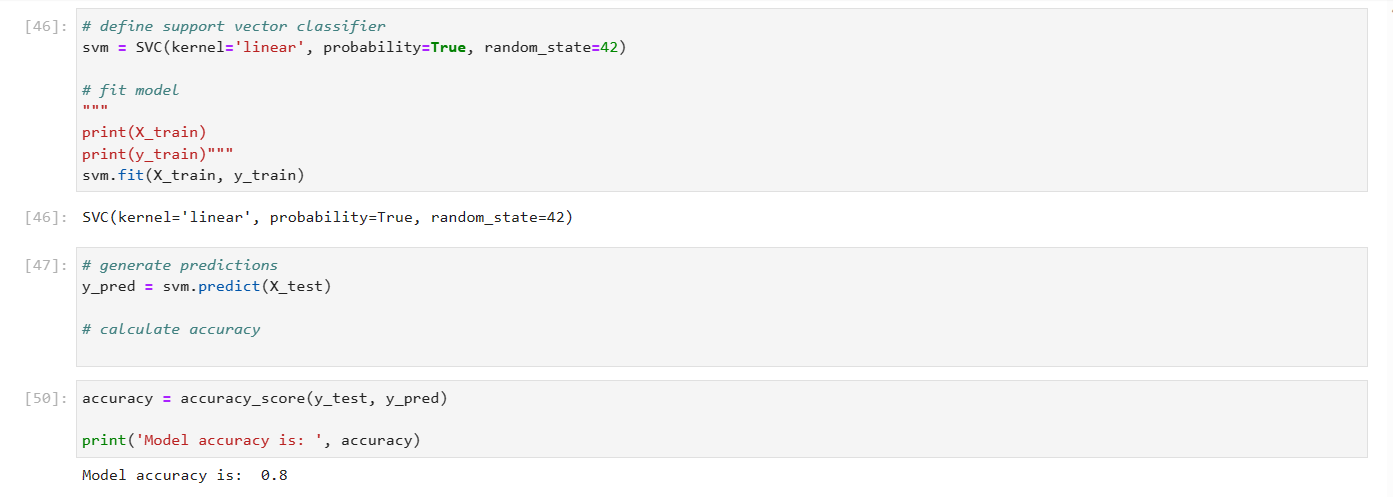 [46]: # define support vector classifier
svm = SVC(kernel='linear', probability=True, random_state=42)
# fit model
"""
print(X_train)
print(y_train)"""
svm.fit(X_train, y_train)
[46]: SVC(kernel='linear', probability=True, random_state=42)
[47]: # generate predictions
y_pred = svm.predict(X_test)
# calculate accuracy
[50]: accuracy = accuracy_score(y_test, y_pred)
print('Model accuracy is: ', accuracy)
Model accuracy is:  0.8